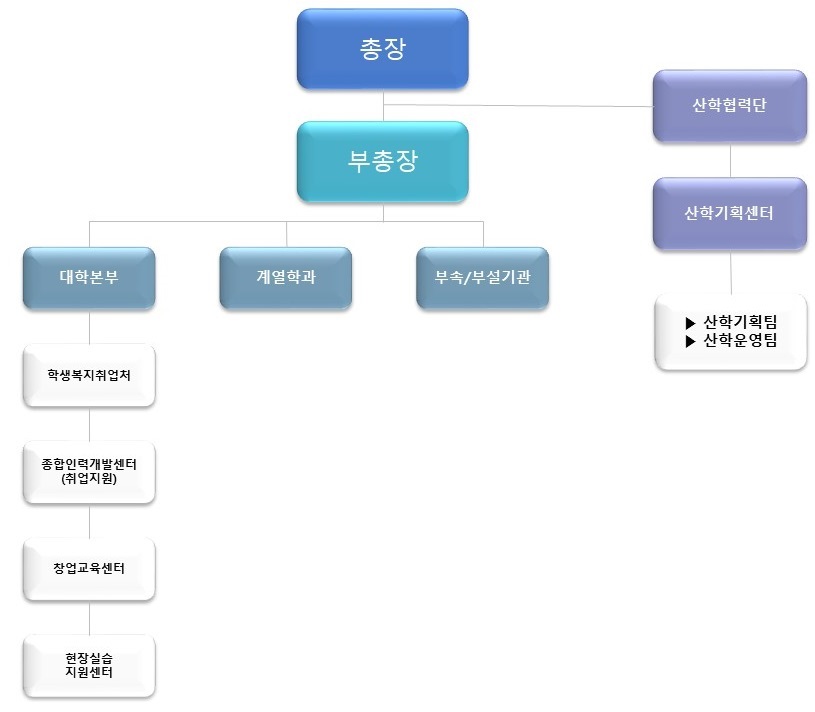 총장
산학협력단
부총장
산학기획센터
대학본부
계열학과
부속/부설기관
▶ 산학기획팀
▶ 산학운영팀
학생복지취업처
종합인력개발센터
(취업지원)
창업교육센터
현장실습
지원센터